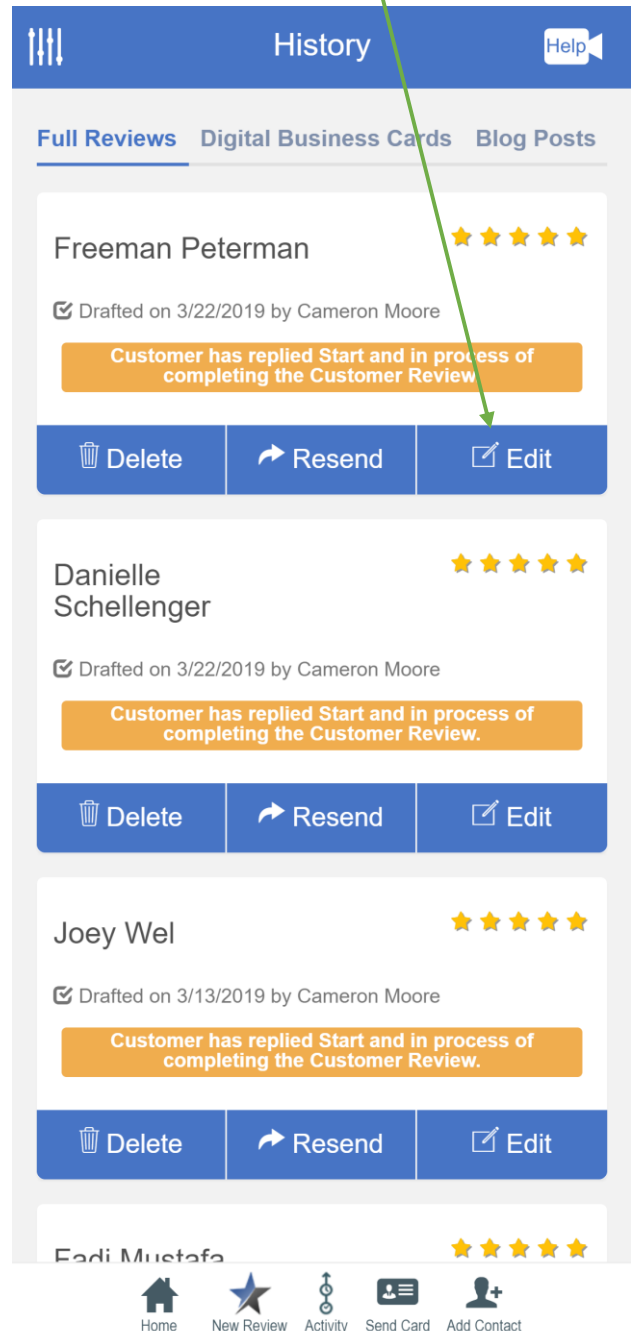 History
Help
Full Reviews Digital Business Cards Blog Posts
Freeman Peterman
Drafted on 3/22/2019 by Cameron Moore
Customer has replied Start and in process of
completing the Customer Review.
Delete Resend Edit
Danielle
Schellenger
Drafted on 3/22/2019 by Cameron Moore
Customer has replied Start and in process of
completing the Customer Review.
Delete Resend Edit
Joey Wel
Drafted on 3/13/2019 by Cameron Moore
Customer has replied Start and in process of
completing the Customer Review.
Delete Resend Edit
Fadi Mustafa
Home New Review Activity Send Card Add Contact